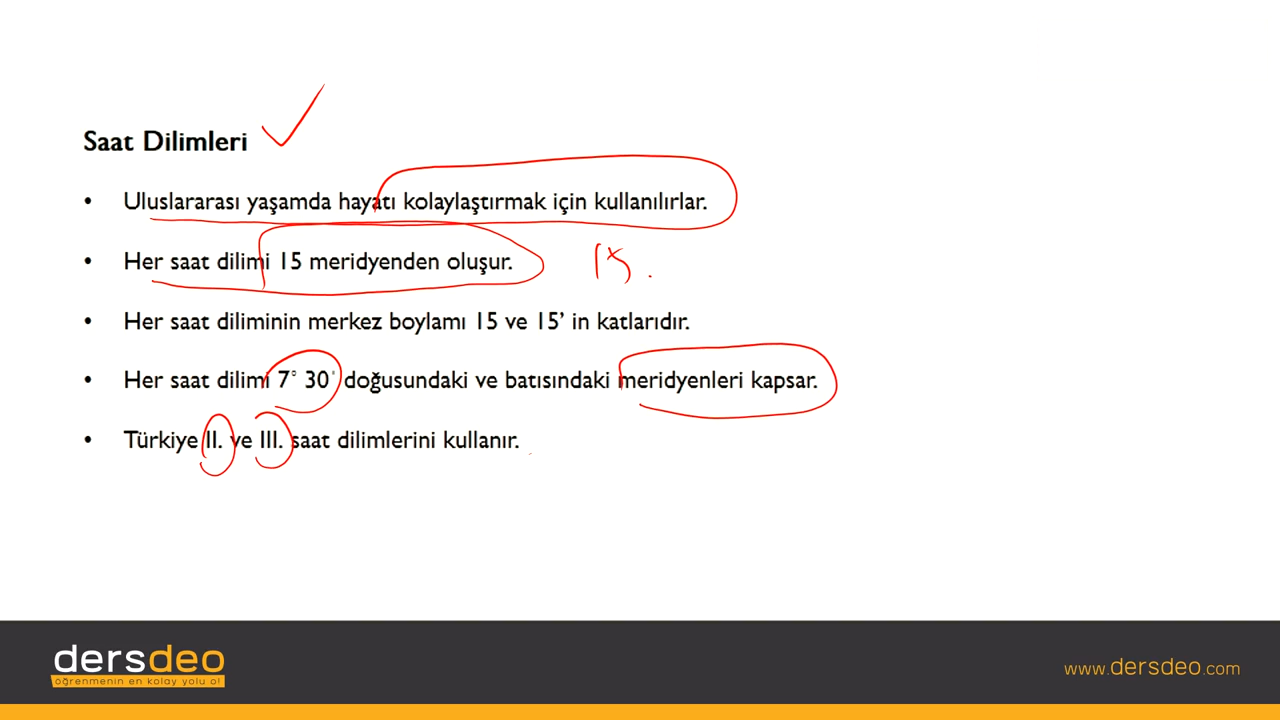 Saat Dilimleri
• Uluslararası yaşamda hayatı kolaylaştırmak için kullanılırlar.
• Her saat dilimi 15 meridyenden oluşur.
15.
• Her saat diliminin merkez boylamı 15 ve 15’ in katlarıdır.
• Her saat dilimi 7° 30' doğusundaki ve batısındaki meridyenleri kapsar.
• Türkiye II. ve III. saat dilimlerini kullanır.
dersdeo
öğrenmenin en kolay yolu o!
www.dersdeo.com